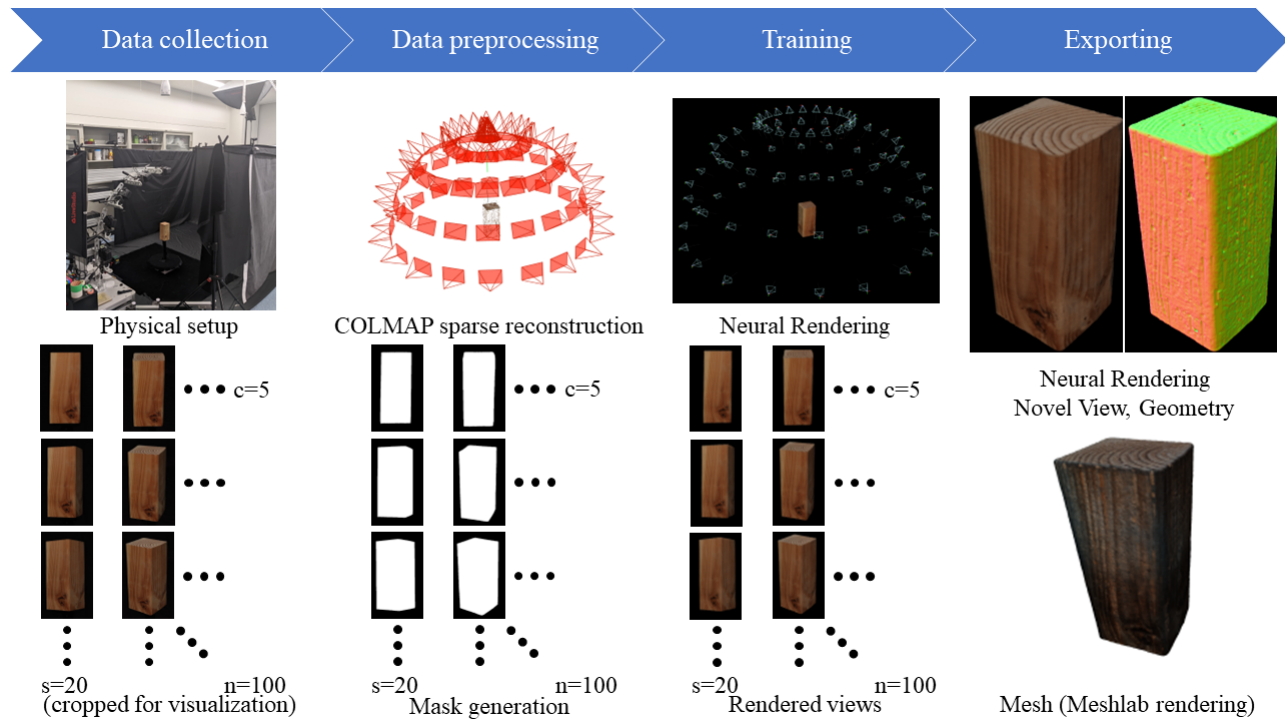 Data collection
Data preprocessing
Training
Exporting
Physical setup
COLMAP sparse reconstruction
Neural Rendering
c=5
c=5
c=5
Neural Rendering
Novel View, Geometry
s=20
n=100
(cropped for visualization)
s=20
n=100
Mask generation
s=20
n=100
Rendered views
Mesh (Meshlab rendering)